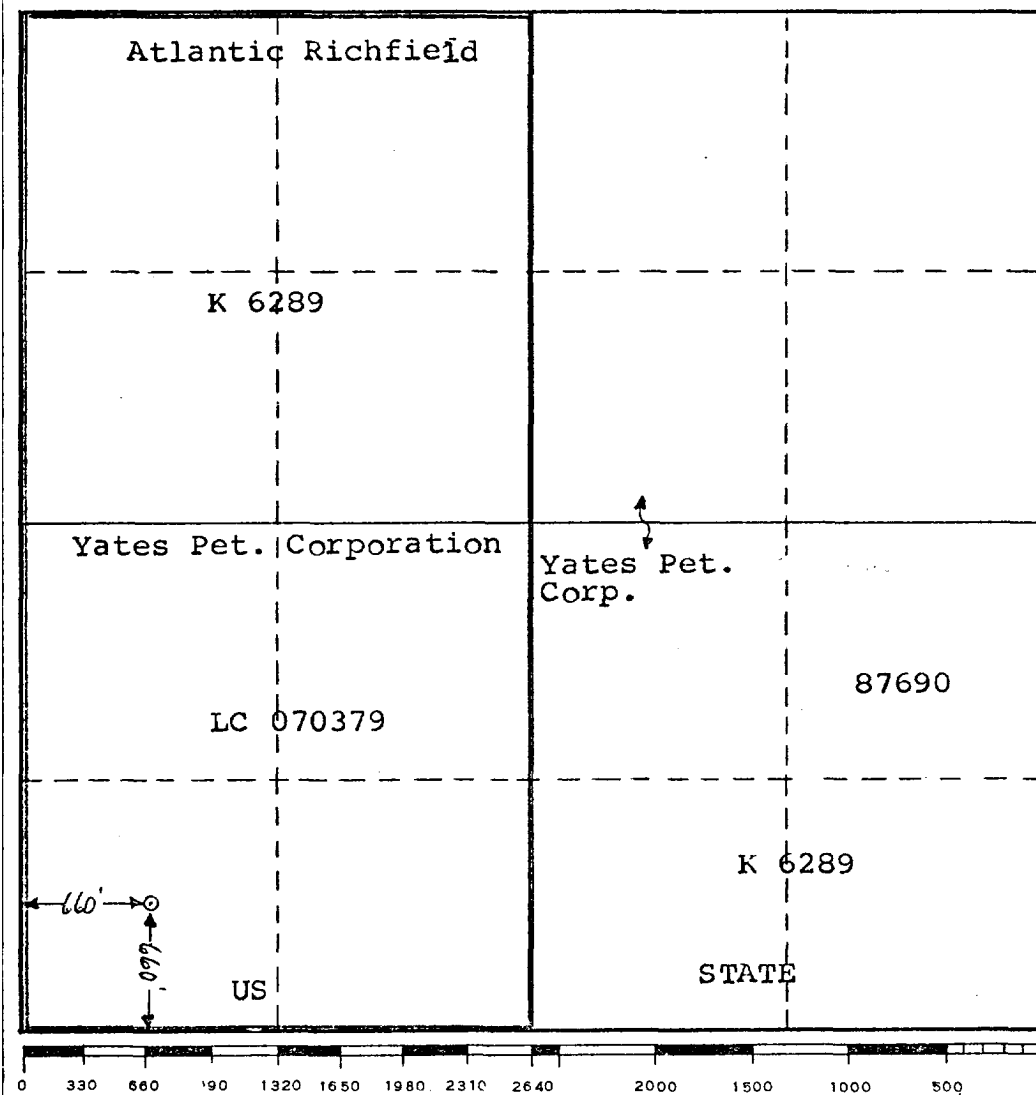 Atlantic Richfield
K 6289
Yates Pet. Corporation
Yates Pet.
Corp.
87690
LC 070379
K 6289
660'
660'
US
STATE
0 330 660 '90 1320 1650 1980. 2310 2640 2000 1500 1000 500